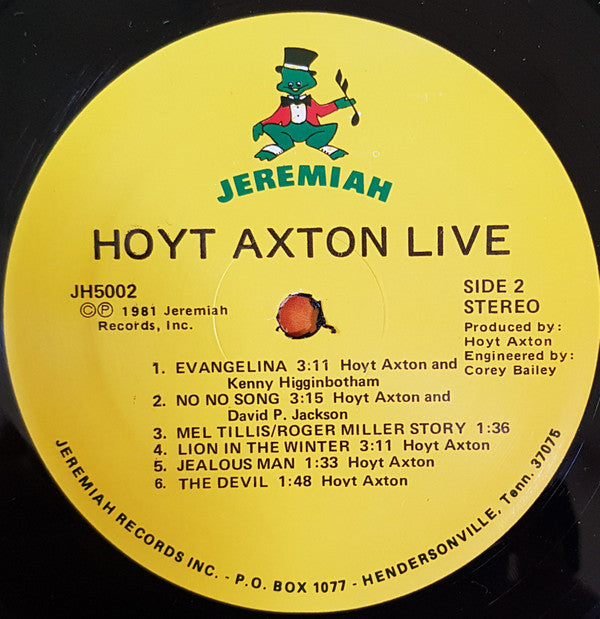 JEREMIAH
HOYT AXTON LIVE
JH5002
©℗ 1981 Jeremiah
Records, Inc.
SIDE 2
STEREO
Produced by:
Hoyt Axton
Engineered by:
Corey Bailey
1. EVANGELINA 3:11 Hoyt Axton and
Kenny Higginbotham
2. NO NO SONG 3:15 Hoyt Axton and
David P. Jackson
3. MEL TILLIS/ROGER MILLER STORY 1:36
4. LION IN THE WINTER 3:11 Hoyt Axton
5. JEALOUS MAN 1:33 Hoyt Axton
6. THE DEVIL 1:48 Hoyt Axton
JEREMIAH RECORDS INC. - P.O. BOX 1077 - HENDERSONVILLE, Tenn. 37075